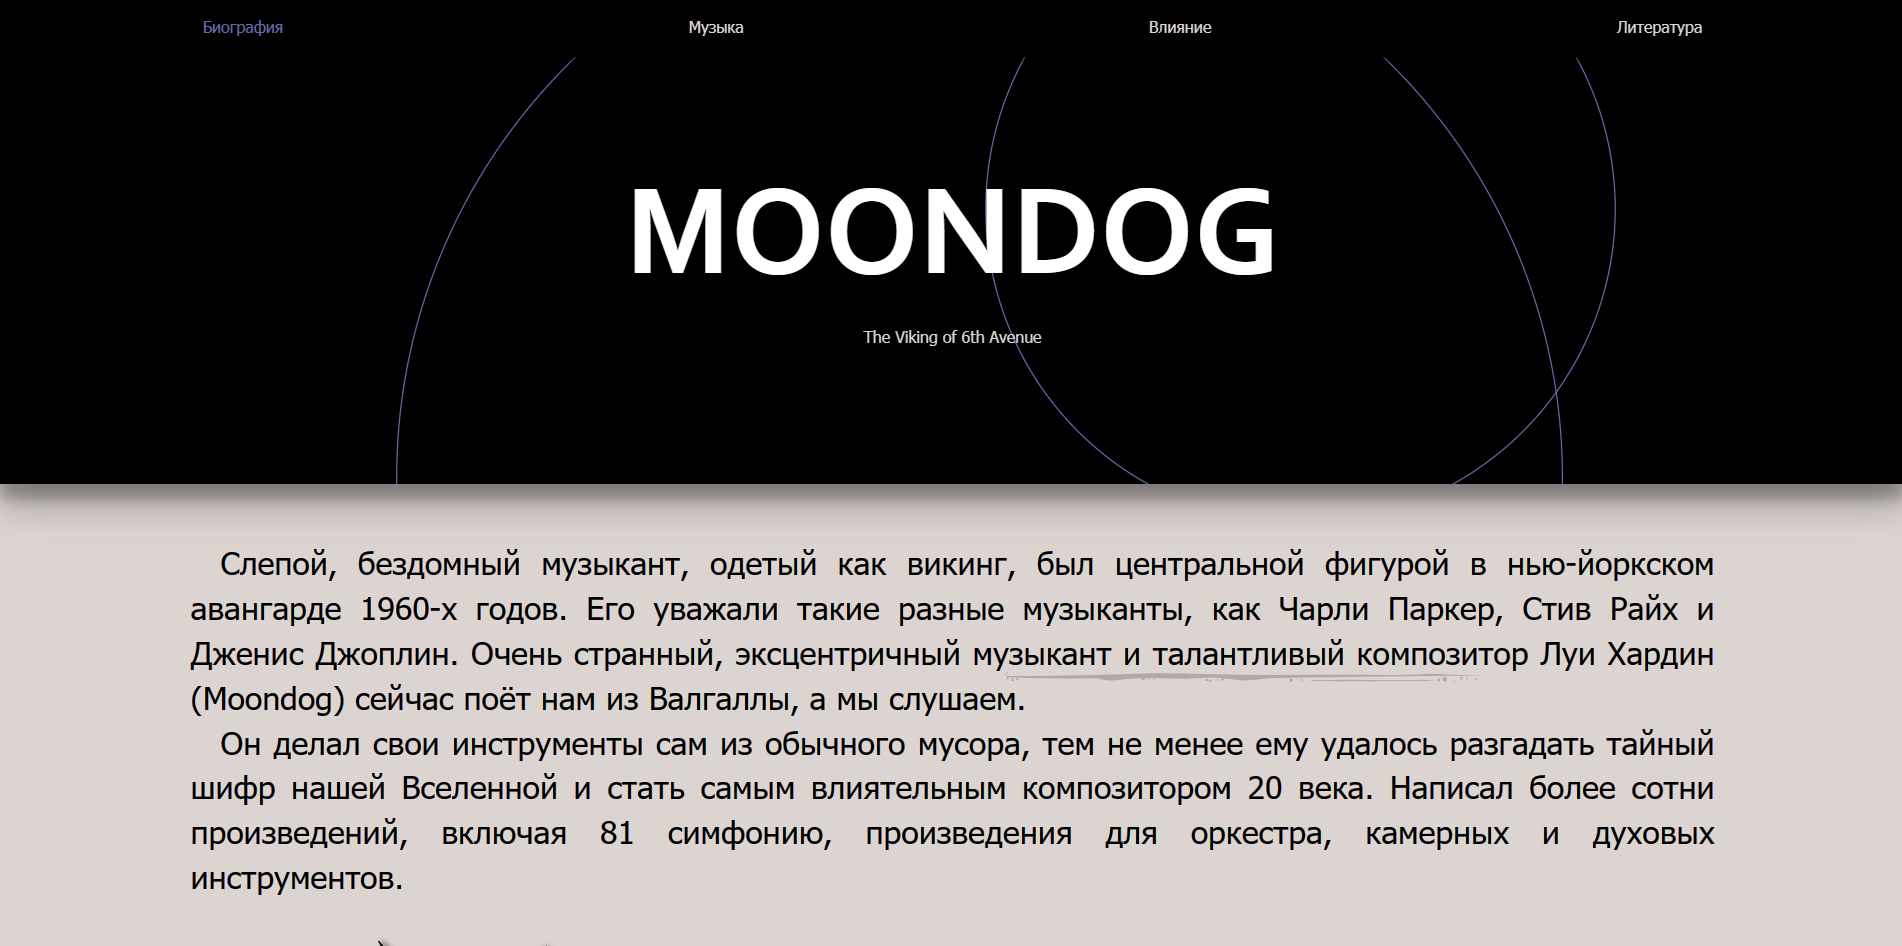 Биография Музыка Влияние Литература
MOONDOG
The Viking of 6th Avenue
Слепой, бездомный музыкант, одетый как викинг, был центральной фигурой в нью-йоркском
авангарде 1960-х годов. Его уважали такие разные музыканты, как Чарли Паркер, Стив Райх и
Дженис Джоплин. Очень странный, эксцентричный музыкант и талантливый композитор Луи Хардин
(Moondog) сейчас поёт нам из Валгаллы, а мы слушаем.
Он делал свои инструменты сам из обычного мусора, тем не менее ему удалось разгадать тайный
шифр нашей Вселенной и стать самым влиятельным композитором 20 века. Написал более сотни
произведений, включая 81 симфонию, произведения для оркестра, камерных и духовых
инструментов.